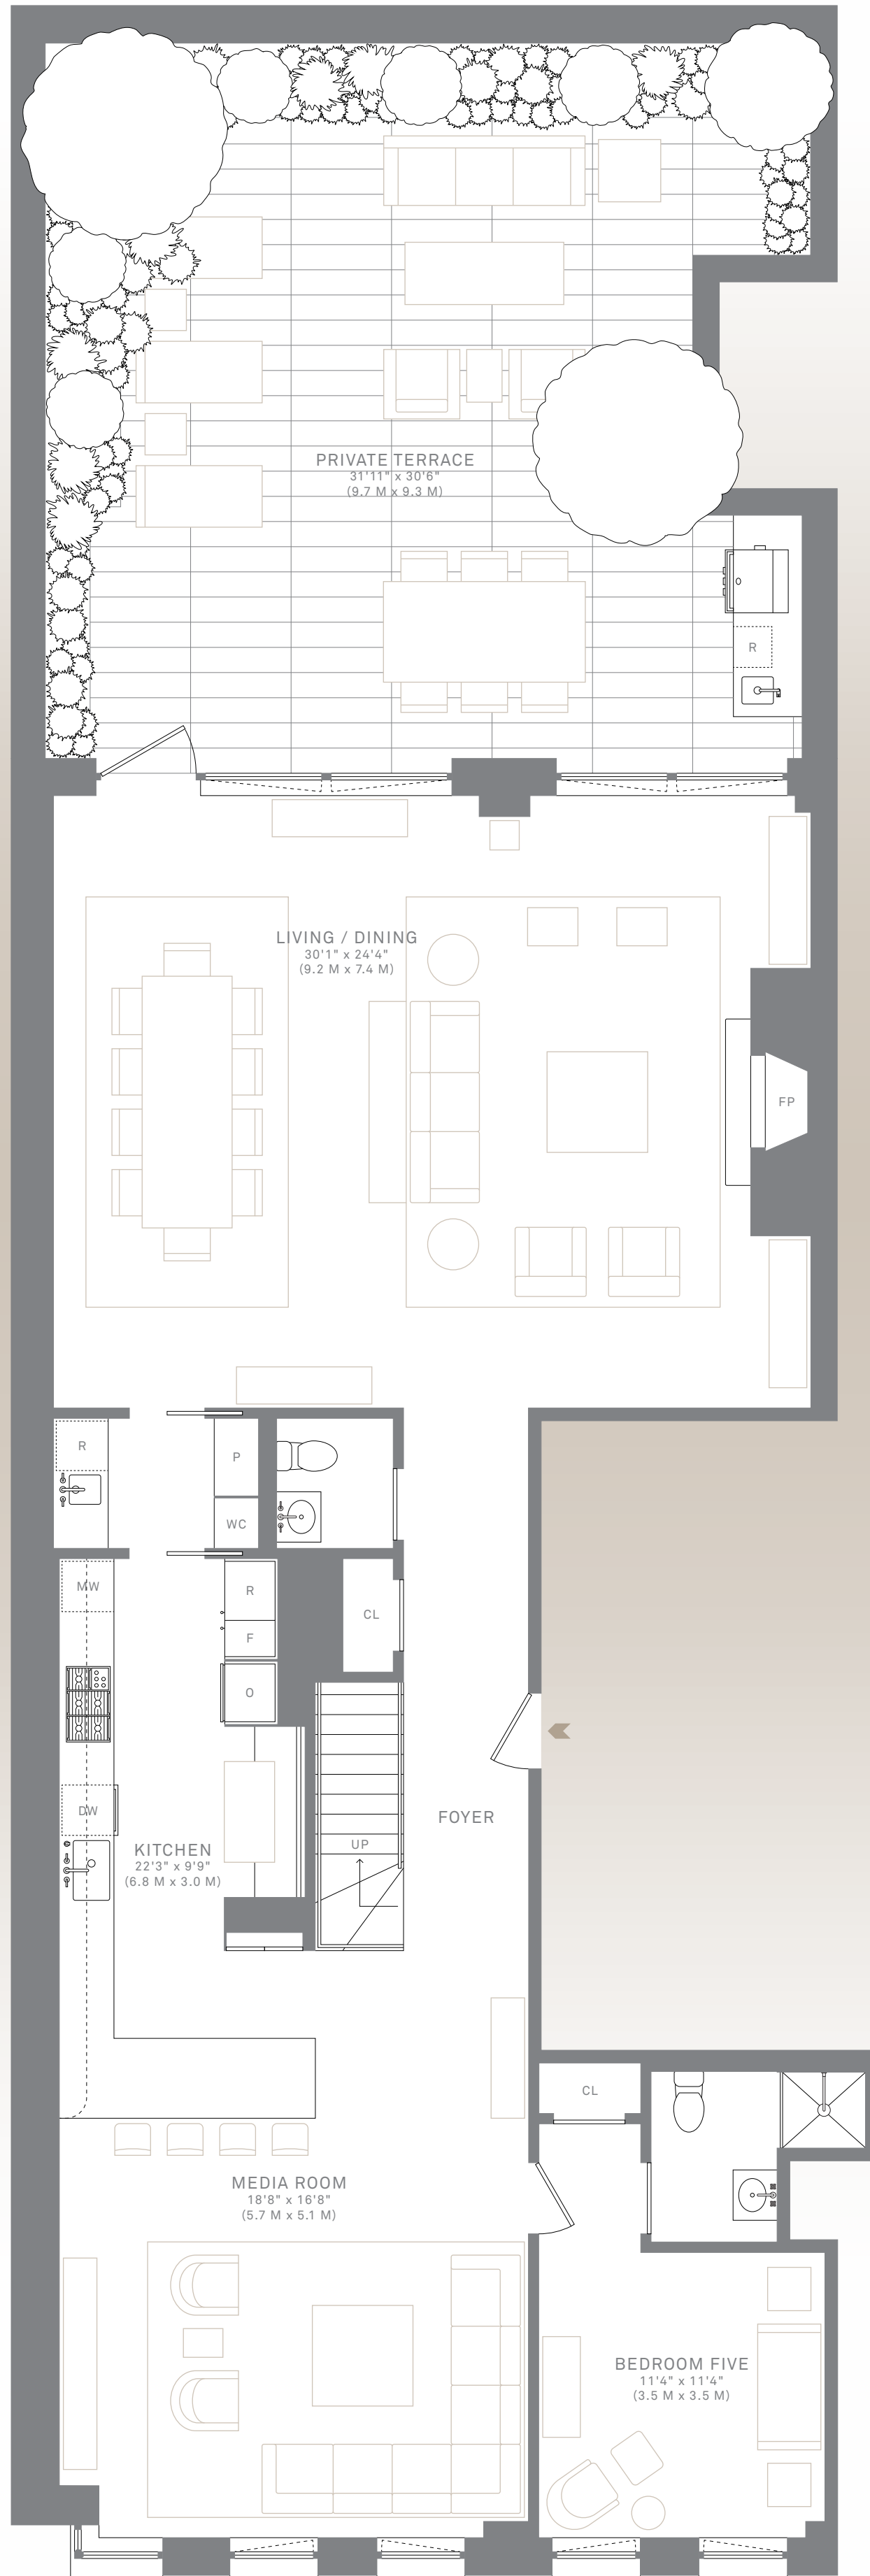 PRIVATE TERRACE
31'11" x 30'6"
(9.7 M x 9.3 M)
R
LIVING / DINING
30'1" x 24'4"
(9.2 M x 7.4 M)
FP
R
P
WC
MW
R
F
CL
O
DW
FOYER
UP
KITCHEN
22'3" x 9'9"
(6.8 M x 3.0 M)
CL
MEDIA ROOM
18'8" x 16'8"
(5.7 M x 5.1 M)
BEDROOM FIVE
11'4" x 11'4"
(3.5 M x 3.5 M)